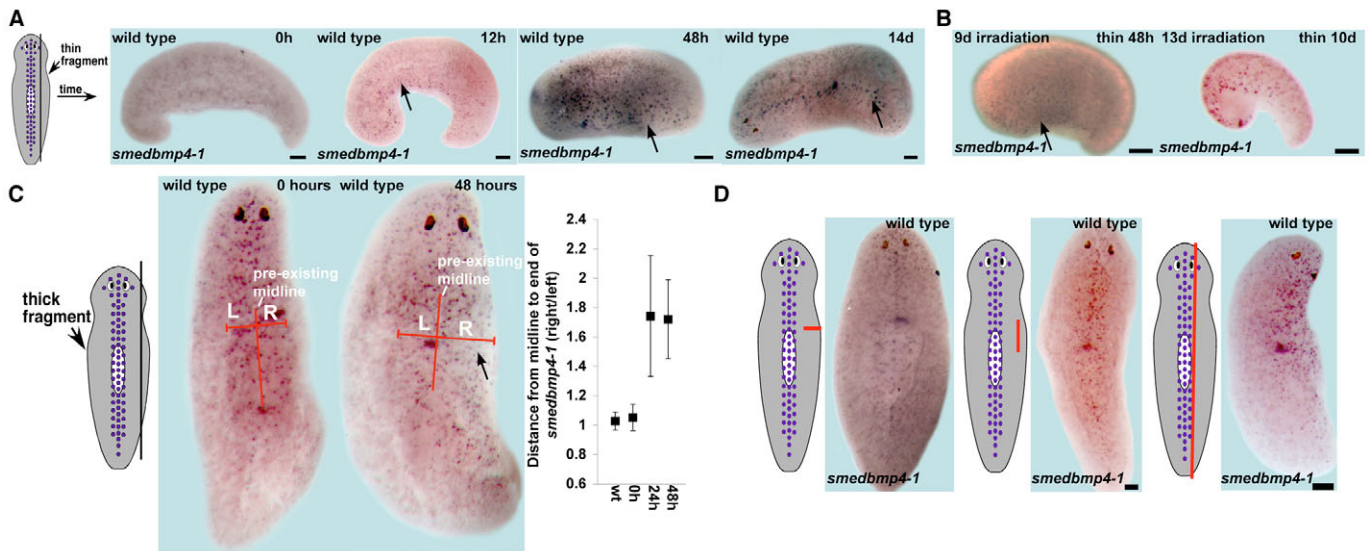 A
thin
fragment
time
wild type 0h
smedbmp4-1
wild type 12h
smedbmp4-1
wild type 48h
wild type 14d
smedbmp4-1
B
9d irradiation thin 48h
smedbmp4-1
13d irradiation thin 10d
smedbmp4-1
C
thick
fragment
wild type 0 hours
pre-existing
midline
L R
wild type 48 hours
pre-existing
midline
L R
Distance from midline to end of
smedbmp4-1 (right/left)
2.4
2.2
2
1.8
1.6
1.4
1.2
1
0.8
0.6
wt
0h
24h
48h
D
wild type
smedbmp4-1
wild type
smedbmp4-1
wild type
smedbmp4-1